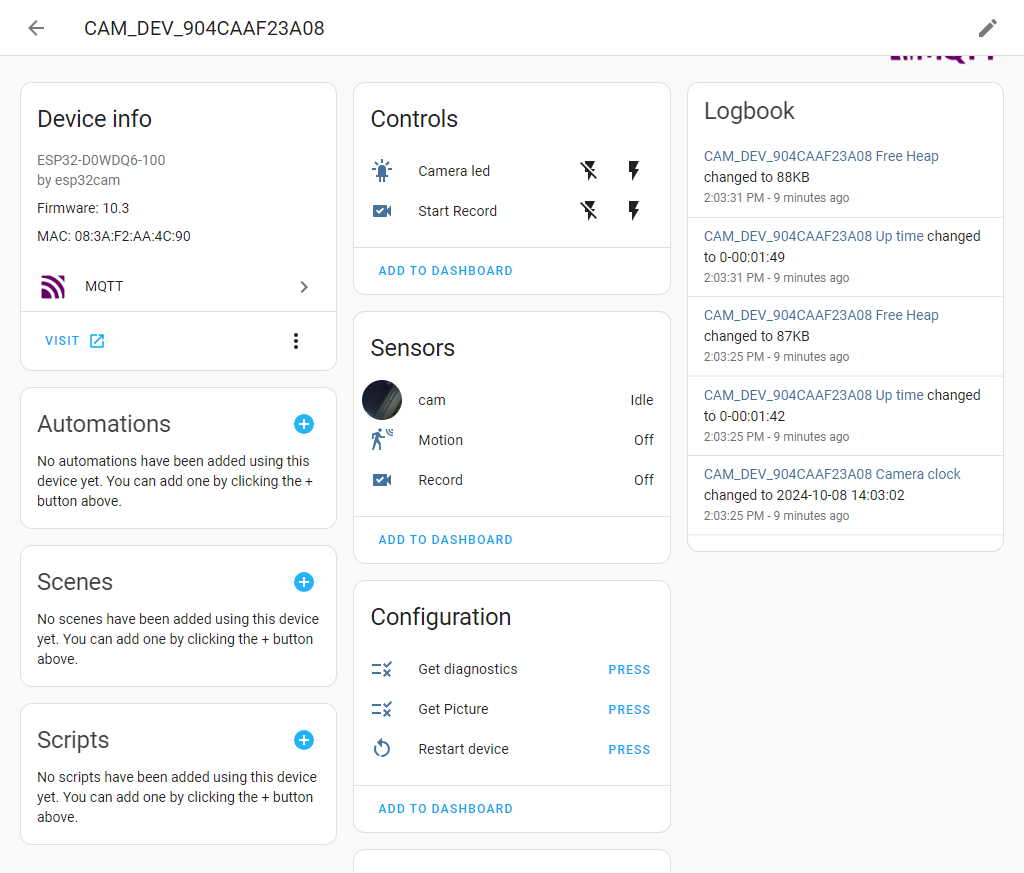 CAM_DEV_904CAAF23A08
Device info
ESP32-D0WDQ6-100
by esp32cam
Firmware: 10.3
MAC: 08:3A:F2:AA:4C:90
MQTT
VISIT
Automations
No automations have been added using this
device yet. You can add one by clicking the +
button above.
Scenes
No scenes have been added using this device
yet. You can add one by clicking the + button
above.
Scripts
No scripts have been added using this device
yet. You can add one by clicking the + button
above.
Controls
Camera led
Start Record
ADD TO DASHBOARD
Sensors
cam Idle
Motion Off
Record Off
ADD TO DASHBOARD
Configuration
Get diagnostics PRESS
Get Picture PRESS
Restart device PRESS
ADD TO DASHBOARD
Logbook
CAM_DEV_904CAAF23A08 Free Heap
changed to 88KB
2:03:31 PM - 9 minutes ago
CAM_DEV_904CAAF23A08 Up time changed
to 0-00:01:49
2:03:31 PM - 9 minutes ago
CAM_DEV_904CAAF23A08 Free Heap
changed to 87KB
2:03:25 PM - 9 minutes ago
CAM_DEV_904CAAF23A08 Up time changed
to 0-00:01:42
2:03:25 PM - 9 minutes ago
CAM_DEV_904CAAF23A08 Camera clock
changed to 2024-10-08 14:03:02
2:03:25 PM - 9 minutes ago